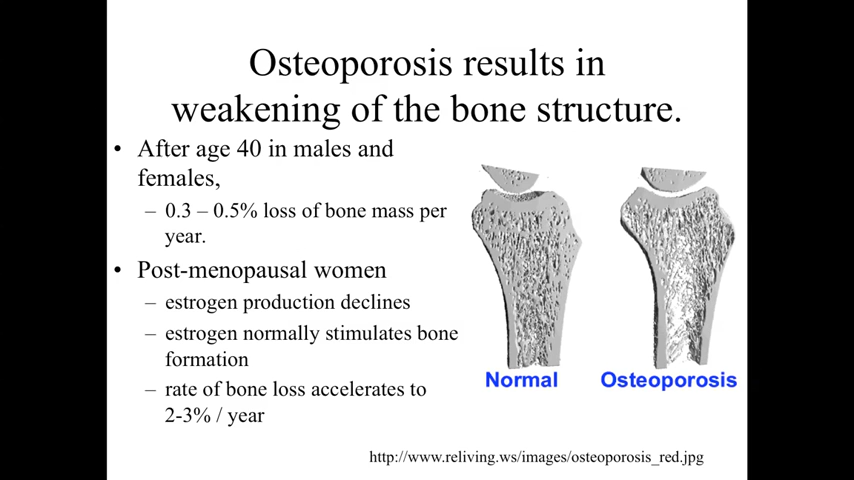 Osteoporosis results in
weakening of the bone structure.
• After age 40 in males and
females,
– 0.3 – 0.5% loss of bone mass per
year.
• Post-menopausal women
– estrogen production declines
– estrogen normally stimulates bone
formation
– rate of bone loss accelerates to
2-3% / year
Normal
Osteoporosis
http://www.reliving.ws/images/osteoporosis_red.jpg